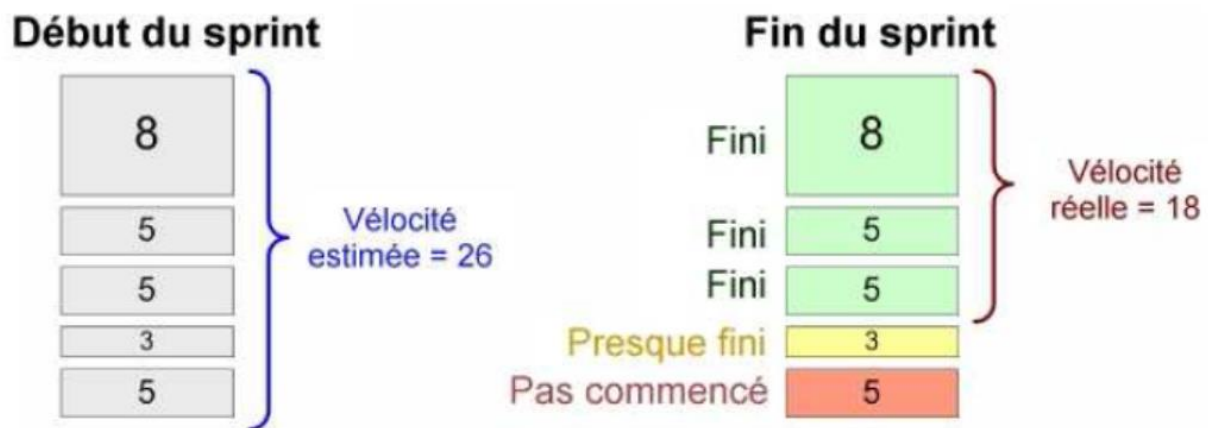 Début du sprint
8
5
5
3
5
Vélocité
estimée = 26
Fin du sprint
Fini 8
Fini 5
Fini 5
Presque fini 3
Pas commencé 5
Vélocité
réelle = 18